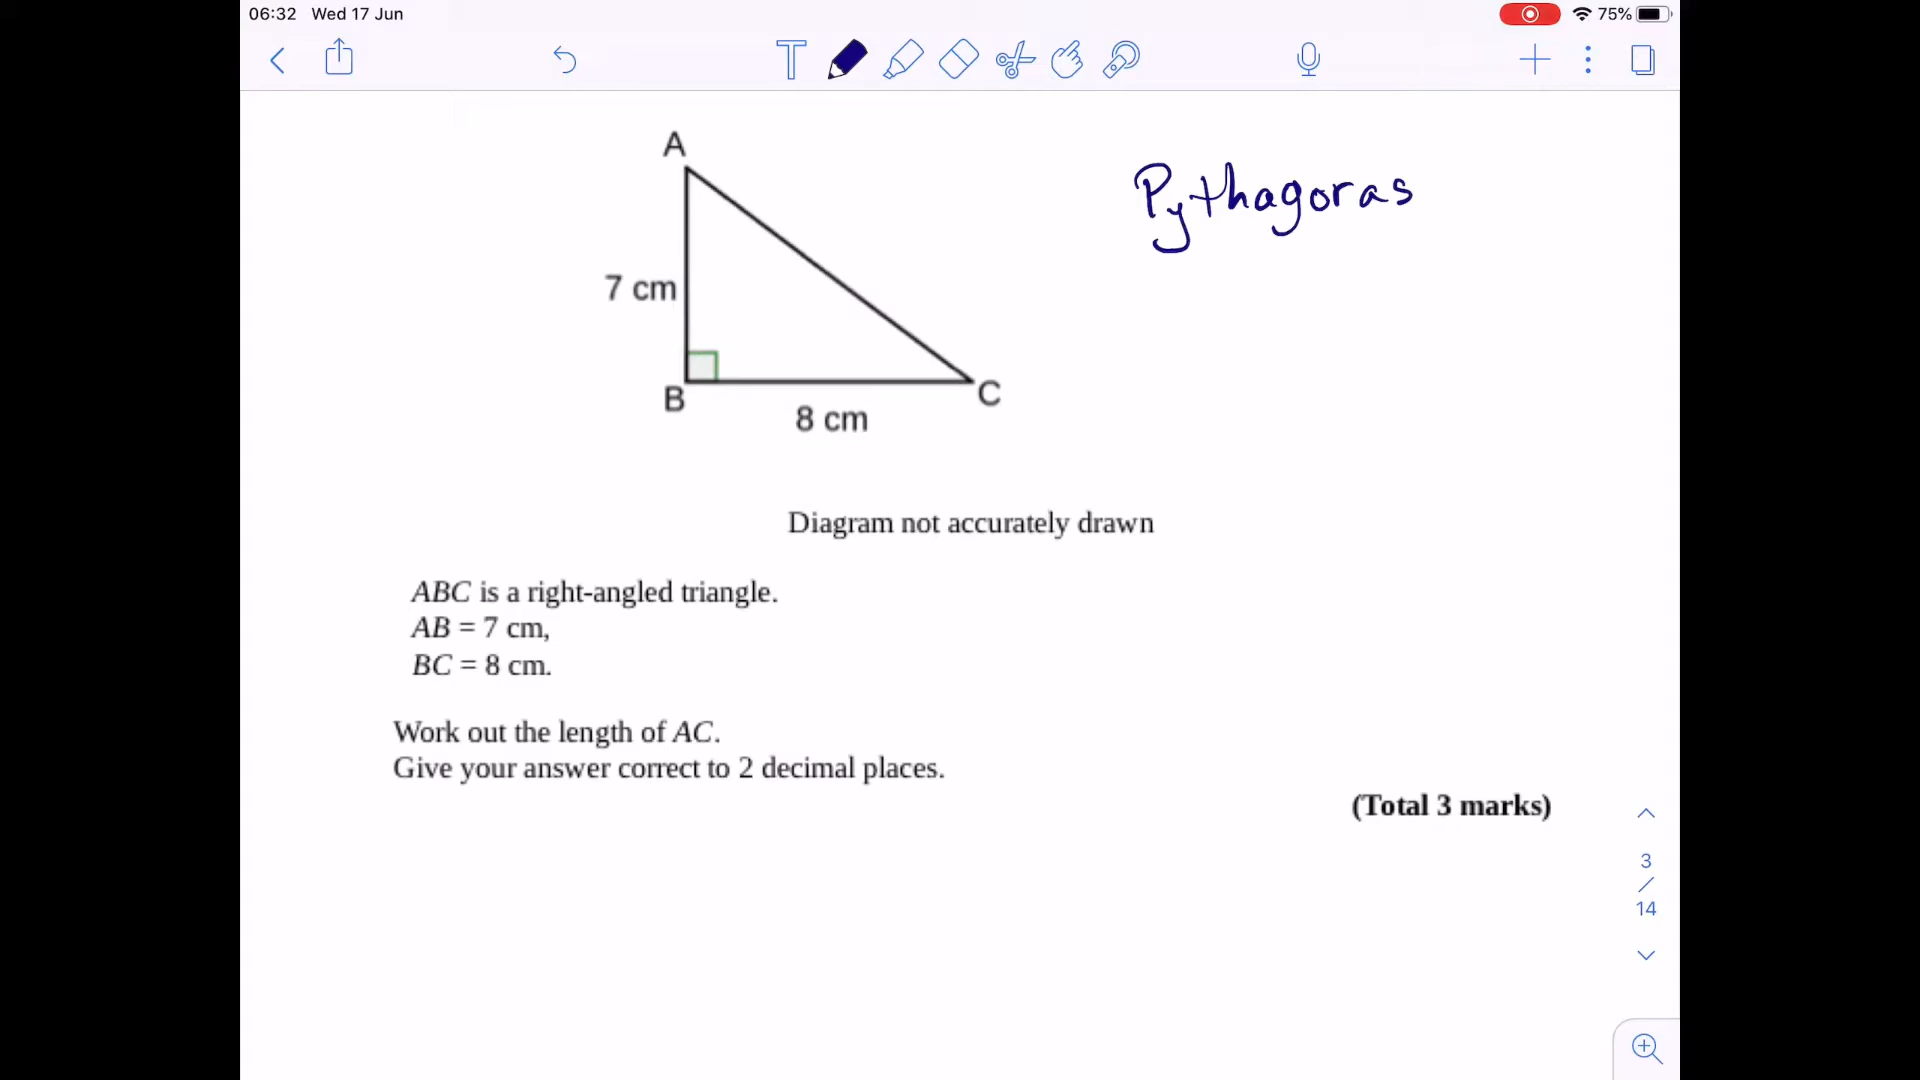 06:32 Wed 17 Jun
75%
T
A
Pythagoras
7 cm
B
C
8 cm
Diagram not accurately drawn
ABC is a right-angled triangle.
AB = 7 cm,
BC = 8 cm.
Work out the length of AC.
Give your answer correct to 2 decimal places.
(Total 3 marks)
3
/
14